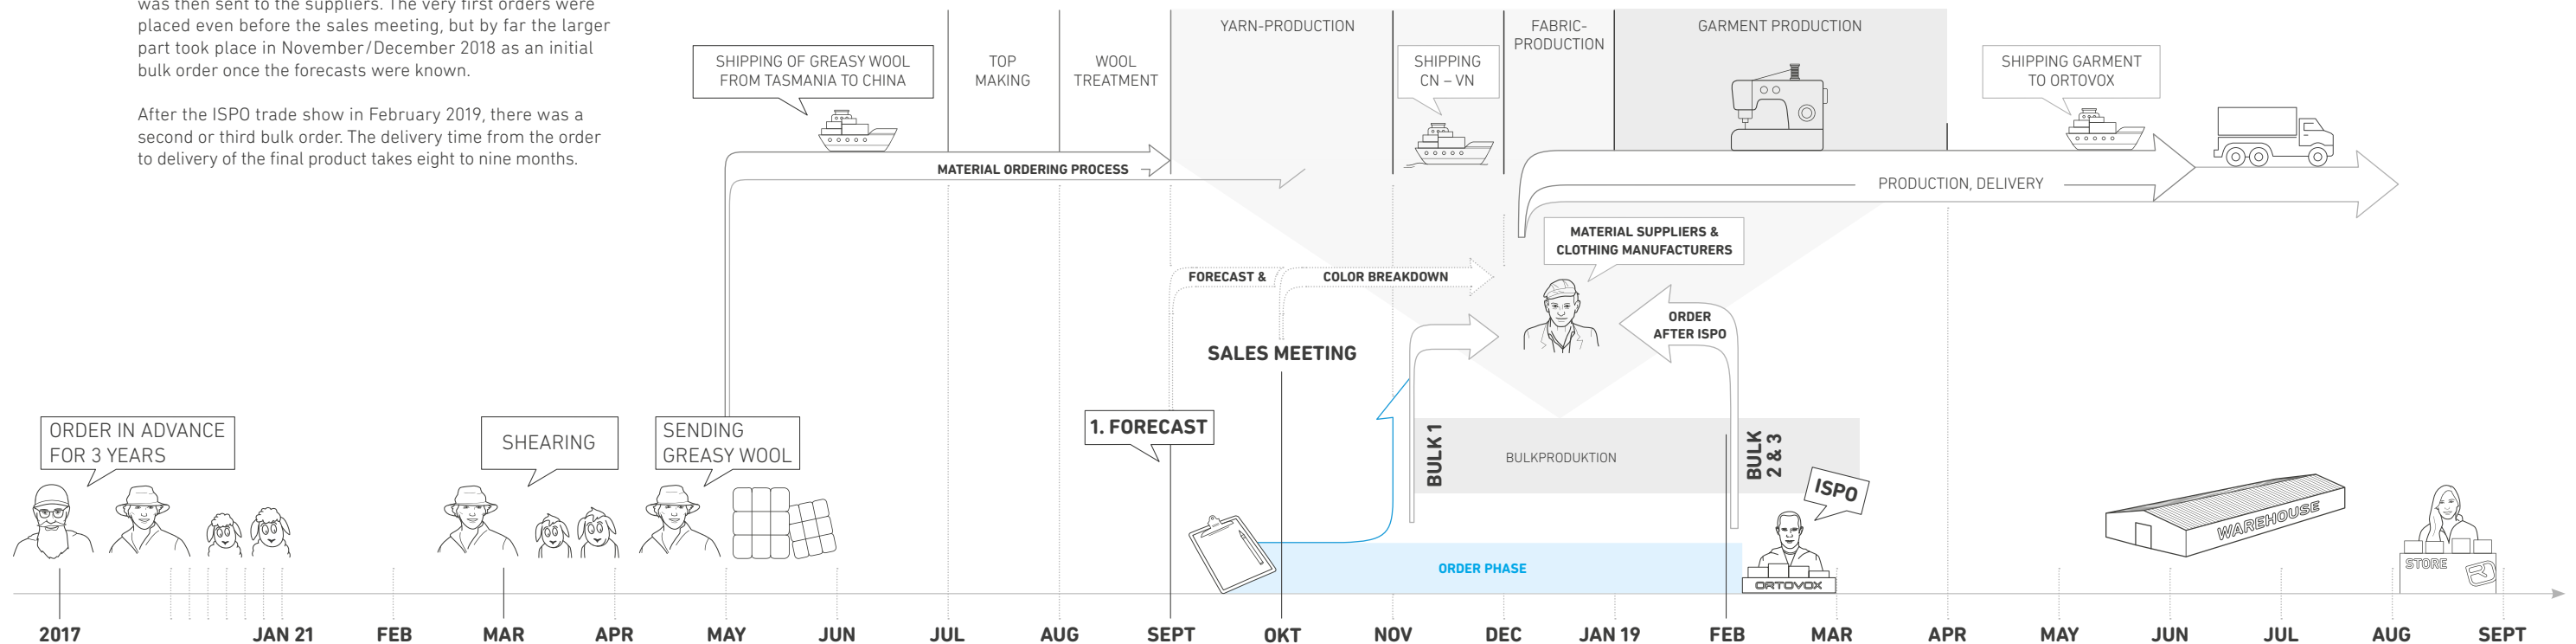 was then sent to the suppliers. The very first orders were
placed even before the sales meeting, but by far the larger
part took place in November/December 2018 as an initial
bulk order once the forecasts were known.
After the ISPO trade show in February 2019, there was a
second or third bulk order. The delivery time from the order
to delivery of the final product takes eight to nine months.
SHIPPING OF GREASY WOOL
FROM TASMANIA TO CHINA
TOP
MAKING
WOOL
TREATMENT
YARN-PRODUCTION
SHIPPING
CN – VN
FABRIC-
PRODUCTION
GARMENT PRODUCTION
SHIPPING GARMENT
TO ORTOVOX
MATERIAL ORDERING PROCESS
PRODUCTION, DELIVERY
MATERIAL SUPPLIERS &
CLOTHING MANUFACTURERS
FORECAST &
COLOR BREAKDOWN
ORDER
AFTER ISPO
SALES MEETING
1. FORECAST
ORDER IN ADVANCE
FOR 3 YEARS
SHEARING
SENDING
GREASY WOOL
BULK 1
BULKPRODUKTION
BULK
2 & 3
ISPO
ORDER PHASE
ORTOVOX
WAREHOUSE
STORE
2017
JAN 21
FEB
MAR
APR
MAY
JUN
JUL
AUG
SEPT
OKT
NOV
DEC
JAN 19
FEB
MAR
APR
MAY
JUN
JUL
AUG
SEPT